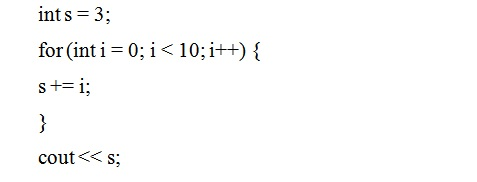 int s = 3;
for (int i = 0; i < 10; i++) {
s += i;
}
cout << s;